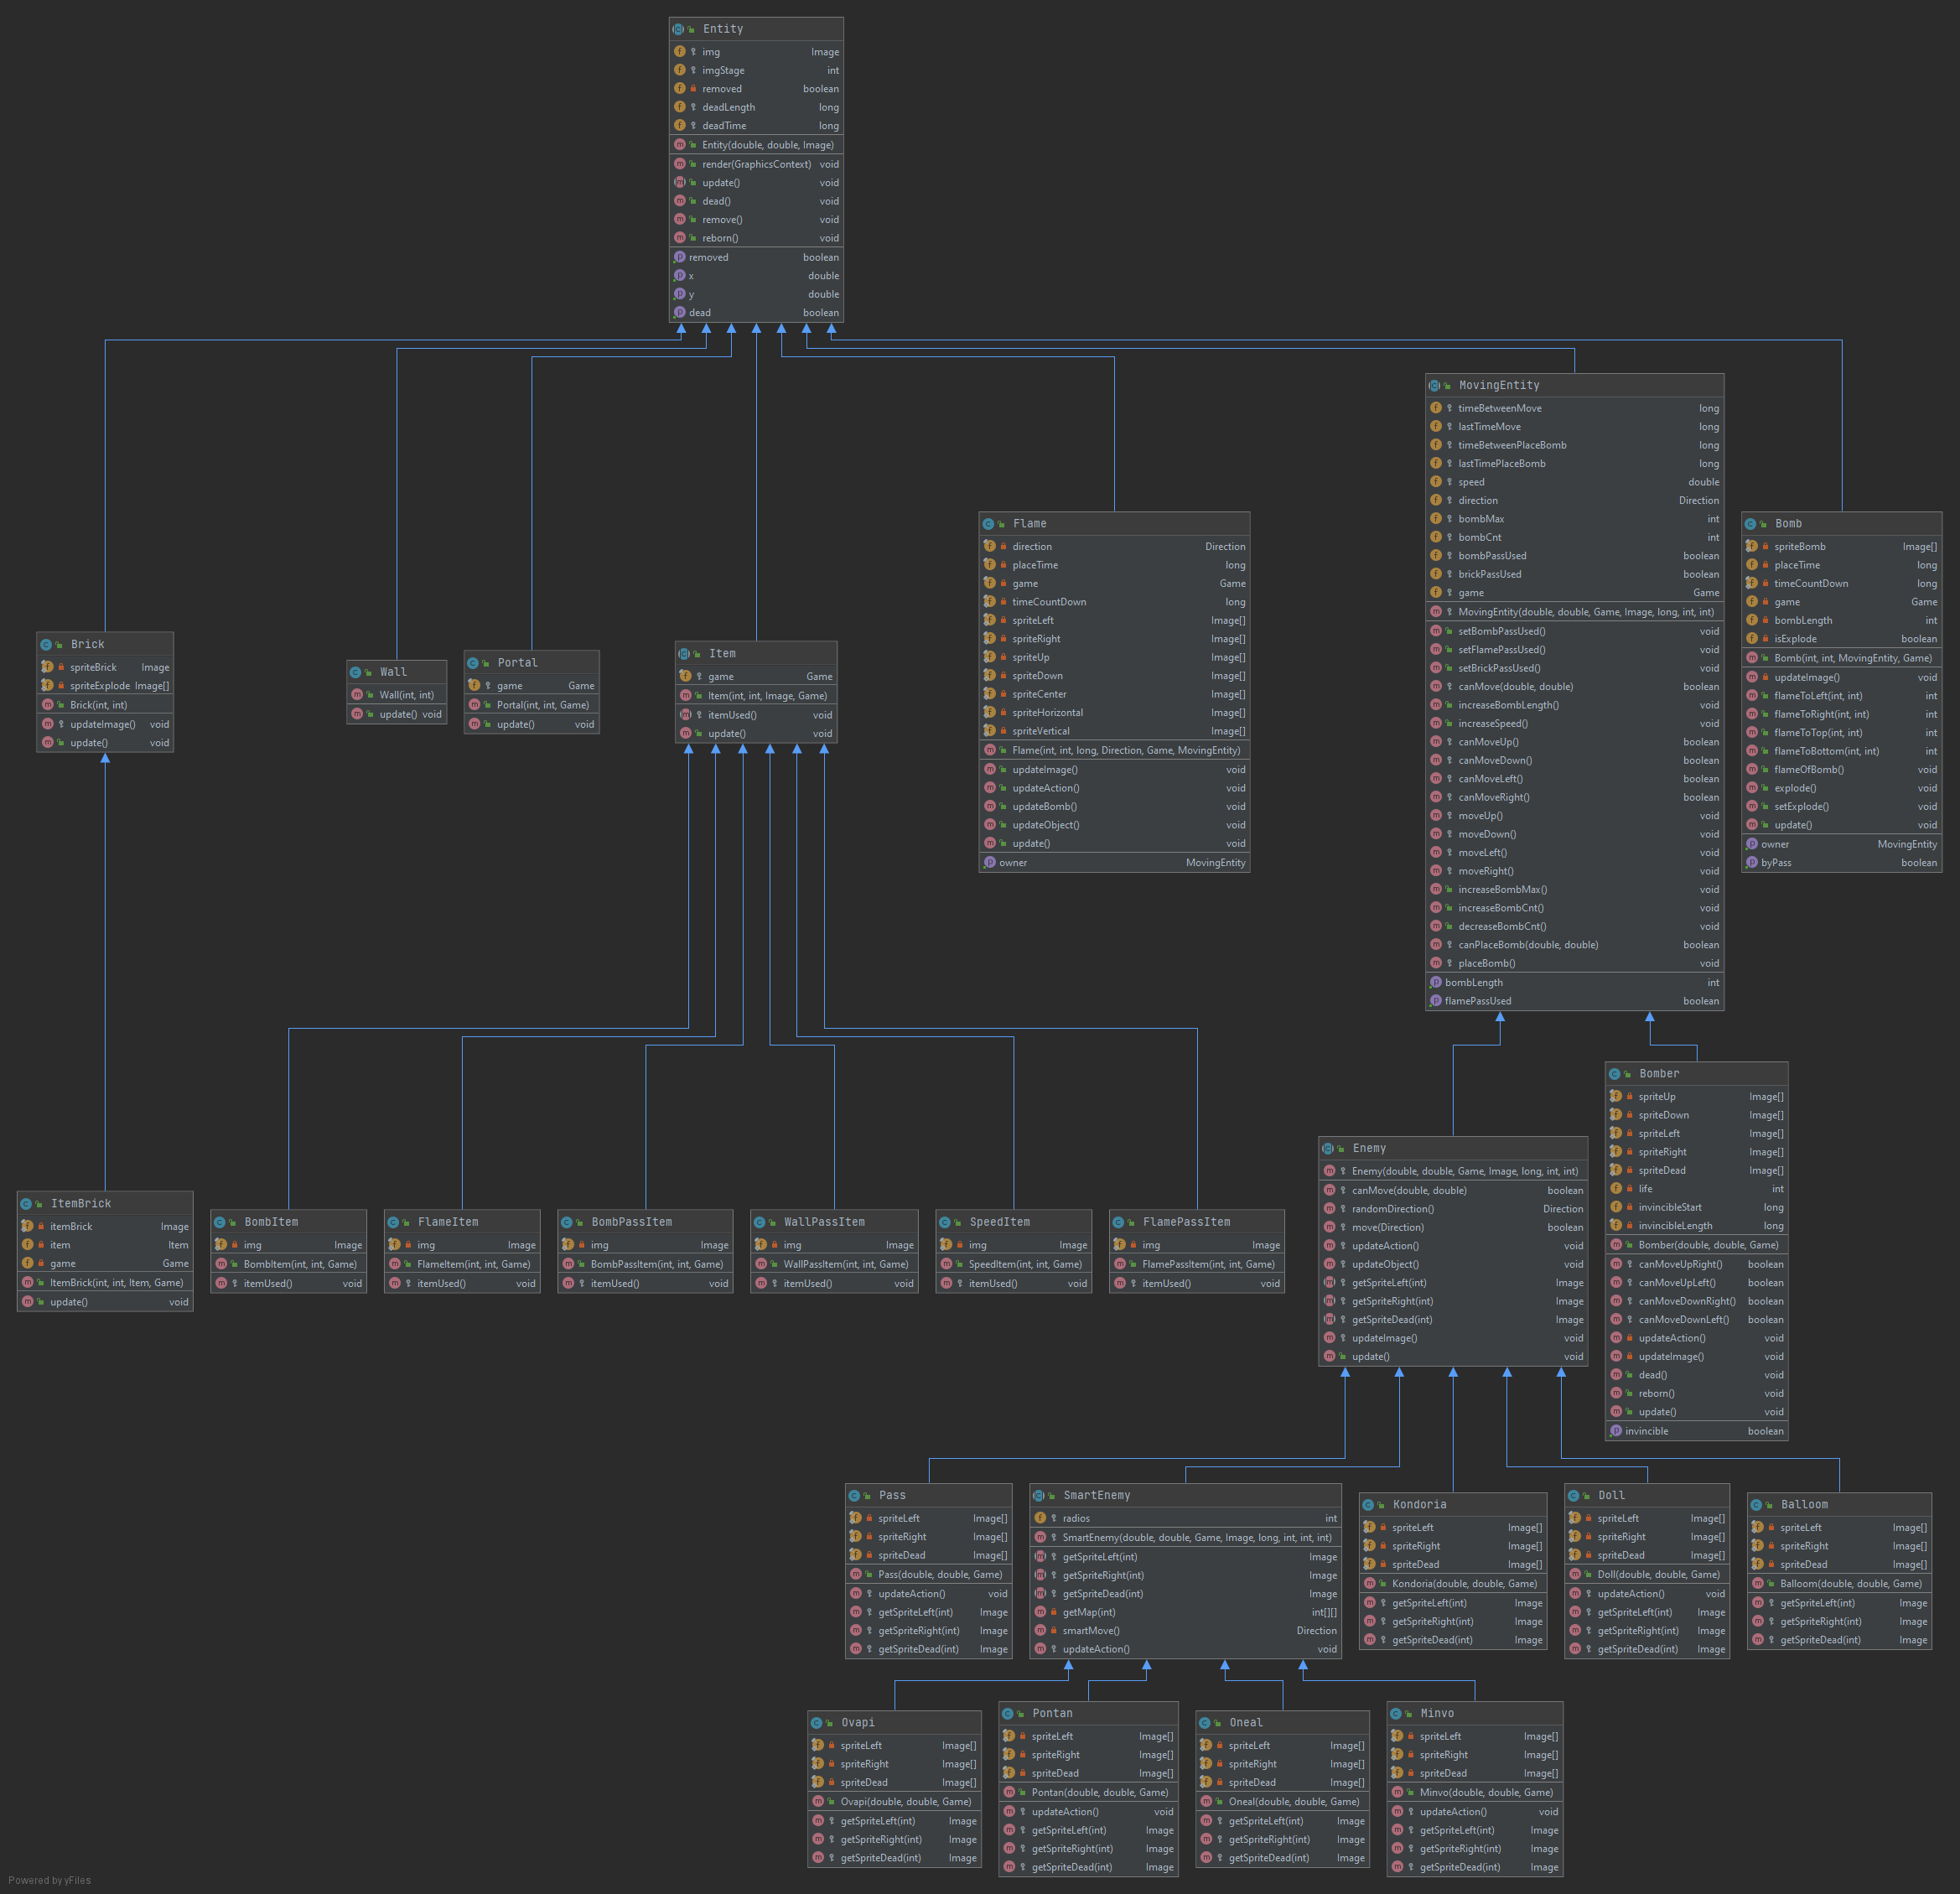 Entity
img Image
imgStage int
removed boolean
deadLength long
deadTime long
Entity(double, double, Image)
render(GraphicsContext) void
update() void
dead() void
remove() void
reborn() void
removed boolean
x double
y double
dead boolean
MovingEntity
timeBetweenMove long
lastTimeMove long
timeBetweenPlaceBomb long
lastTimePlaceBomb long
speed double
direction Direction
bombMax int
bombCnt int
bombPassUsed boolean
brickPassUsed boolean
game Game
MovingEntity(double, double, Game, Image, long, int, int)
setBombPassUsed() void
setFlamePassUsed() void
setBrickPassUsed() void
canMove(double, double) boolean
increaseBombLength() void
increaseSpeed() void
canMoveUp() boolean
canMoveDown() boolean
canMoveLeft() boolean
canMoveRight() boolean
moveUp() void
moveDown() void
moveLeft() void
moveRight() void
increaseBombMax() void
increaseBombCnt() void
decreaseBombCnt() void
canPlaceBomb(double, double) boolean
placeBomb() void
bombLength int
flamePassUsed boolean
Flame
direction Direction
placeTime long
game Game
timeCountDown long
spriteLeft Image[]
spriteRight Image[]
spriteUp Image[]
spriteDown Image[]
spriteCenter Image[]
spriteHorizontal Image[]
spriteVertical Image[]
Flame(int, int, long, Direction, Game, MovingEntity)
updateImage() void
updateAction() void
updateBomb() void
updateObject() void
update() void
owner MovingEntity
Bomb
spriteBomb Image[]
placeTime long
timeCountDown long
game Game
bombLength int
isExplode boolean
Bomb(int, int, MovingEntity, Game)
updateImage() void
flameToLeft(int, int) int
flameToRight(int, int) int
flameToTop(int, int) int
flameToBottom(int, int) int
flameOfBomb() void
explode() void
setExplode() void
update() void
owner MovingEntity
byPass boolean
Brick
spriteBrick Image
spriteExplode Image[]
Brick(int, int)
updateImage() void
update() void
Wall
Wall(int, int)
update() void
Portal
game Game
Portal(int, int, Game)
update() void
Item
game Game
Item(int, int, Image, Game)
itemUsed() void
update() void
Bomber
spriteUp Image[]
spriteDown Image[]
spriteLeft Image[]
spriteRight Image[]
spriteDead Image[]
life int
invincibleStart long
invincibleLength long
Bomber(double, double, Game)
canMoveUpRight() boolean
canMoveUpLeft() boolean
canMoveDownRight() boolean
canMoveDownLeft() boolean
updateAction() void
updateImage() void
dead() void
reborn() void
update() void
invincible boolean
Enemy
Enemy(double, double, Game, Image, long, int, int)
canMove(double, double) boolean
randomDirection() Direction
move(Direction) boolean
updateAction() void
updateObject() void
getSpriteLeft(int) Image
getSpriteRight(int) Image
getSpriteDead(int) Image
updateImage() void
update() void
ItemBrick
itemBrick Image
item Item
game Game
ItemBrick(int, int, Item, Game)
update() void
BombItem
img Image
BombItem(int, int, Game)
itemUsed() void
FlameItem
img Image
FlameItem(int, int, Game)
itemUsed() void
BombPassItem
img Image
BombPassItem(int, int, Game)
itemUsed() void
WallPassItem
img Image
WallPassItem(int, int, Game)
itemUsed() void
SpeedItem
img Image
SpeedItem(int, int, Game)
itemUsed() void
FlamePassItem
img Image
FlamePassItem(int, int, Game)
itemUsed() void
Pass
spriteLeft Image[]
spriteRight Image[]
spriteDead Image[]
Pass(double, double, Game)
updateAction() void
getSpriteLeft(int) Image
getSpriteRight(int) Image
getSpriteDead(int) Image
SmartEnemy
radios int
SmartEnemy(double, double, Game, Image, long, int, int, int)
getSpriteLeft(int) Image
getSpriteRight(int) Image
getSpriteDead(int) Image
getMap(int) int[][]
smartMove() Direction
updateAction() void
Kondoria
spriteLeft Image[]
spriteRight Image[]
spriteDead Image[]
Kondoria(double, double, Game)
getSpriteLeft(int) Image
getSpriteRight(int) Image
getSpriteDead(int) Image
Doll
spriteLeft Image[]
spriteRight Image[]
spriteDead Image[]
Doll(double, double, Game)
updateAction() void
getSpriteLeft(int) Image
getSpriteRight(int) Image
getSpriteDead(int) Image
Balloom
spriteLeft Image[]
spriteRight Image[]
spriteDead Image[]
Balloom(double, double, Game)
getSpriteLeft(int) Image
getSpriteRight(int) Image
getSpriteDead(int) Image
Ovapi
spriteLeft Image[]
spriteRight Image[]
spriteDead Image[]
Ovapi(double, double, Game)
getSpriteLeft(int) Image
getSpriteRight(int) Image
getSpriteDead(int) Image
Pontan
spriteLeft Image[]
spriteRight Image[]
spriteDead Image[]
Pontan(double, double, Game)
updateAction() void
getSpriteLeft(int) Image
getSpriteRight(int) Image
getSpriteDead(int) Image
Oneal
spriteLeft Image[]
spriteRight Image[]
spriteDead Image[]
Oneal(double, double, Game)
getSpriteLeft(int) Image
getSpriteRight(int) Image
getSpriteDead(int) Image
Minvo
spriteLeft Image[]
spriteRight Image[]
spriteDead Image[]
Minvo(double, double, Game)
updateAction() void
getSpriteLeft(int) Image
getSpriteRight(int) Image
getSpriteDead(int) Image
Powered by yFiles